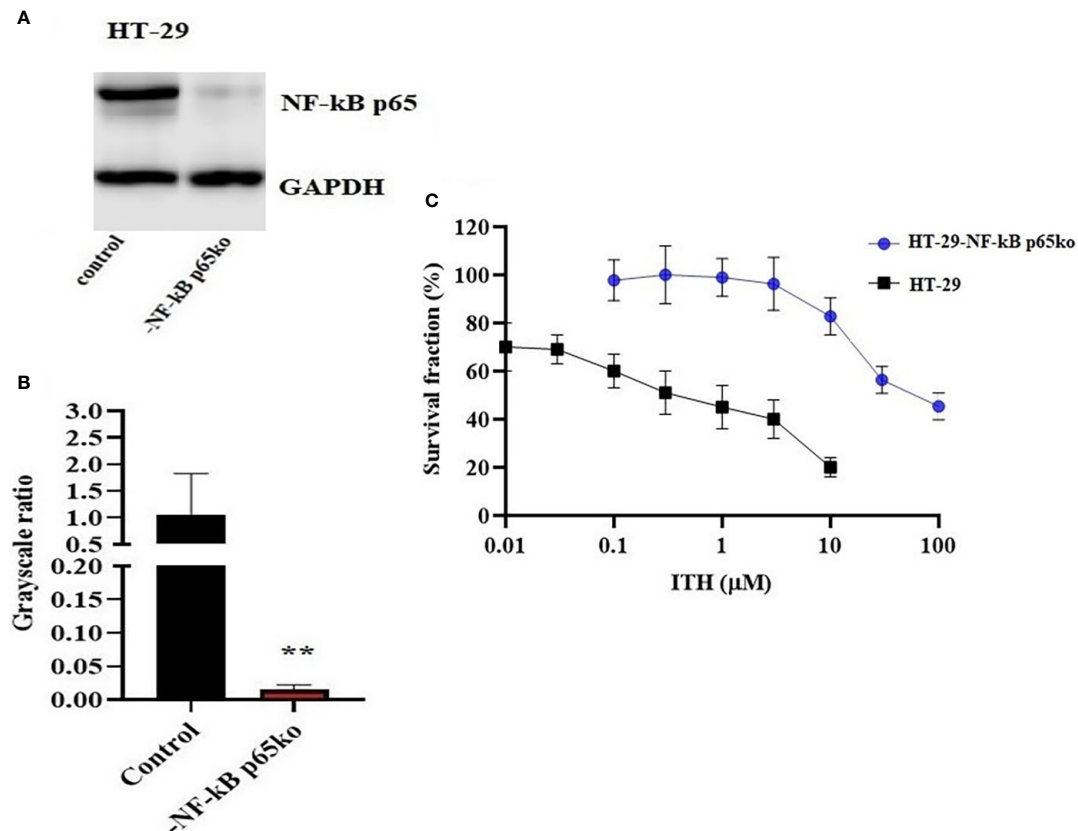 A
HT-29
NF-kB p65
GAPDH
control
-NF-kB p65ko
B
3.0
2.5
2.0
1.5
1.0
0.5
0.20
0.15
0.10
0.05
0.00
Grayscale ratio
**
Control
-NF-kB p65ko
C
120
100
80
60
40
20
0
Survival fraction (%)
0.01
0.1
1
10
100
ITH (μM)
HT-29-NF-kB p65ko
HT-29